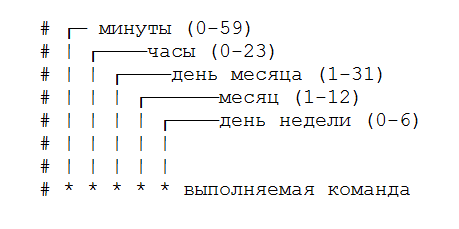 # ┌─ минуты (0-59)
# | ┌────часы (0-23)
# | | ┌────день месяца (1-31)
# | | | ┌──────месяц (1-12)
# | | | | ┌────день недели (0-6)
# | | | | |
# | | | | |
# * * * * * выполняемая команда